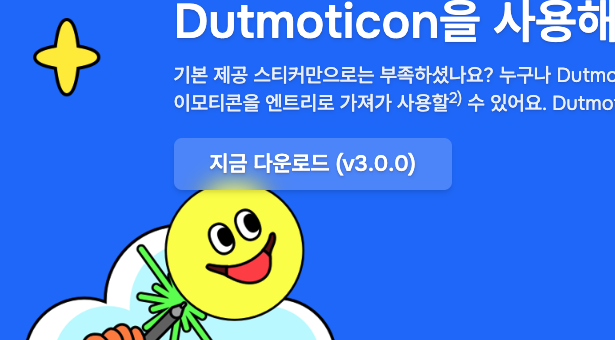 Dutmoticon을 사용해
기본 제공 스티커만으로는 부족하셨나요? 누구나 Dutmo
이모티콘을 엔트리로 가져가 사용할2) 수 있어요. Dutmo
지금 다운로드 (v3.0.0)